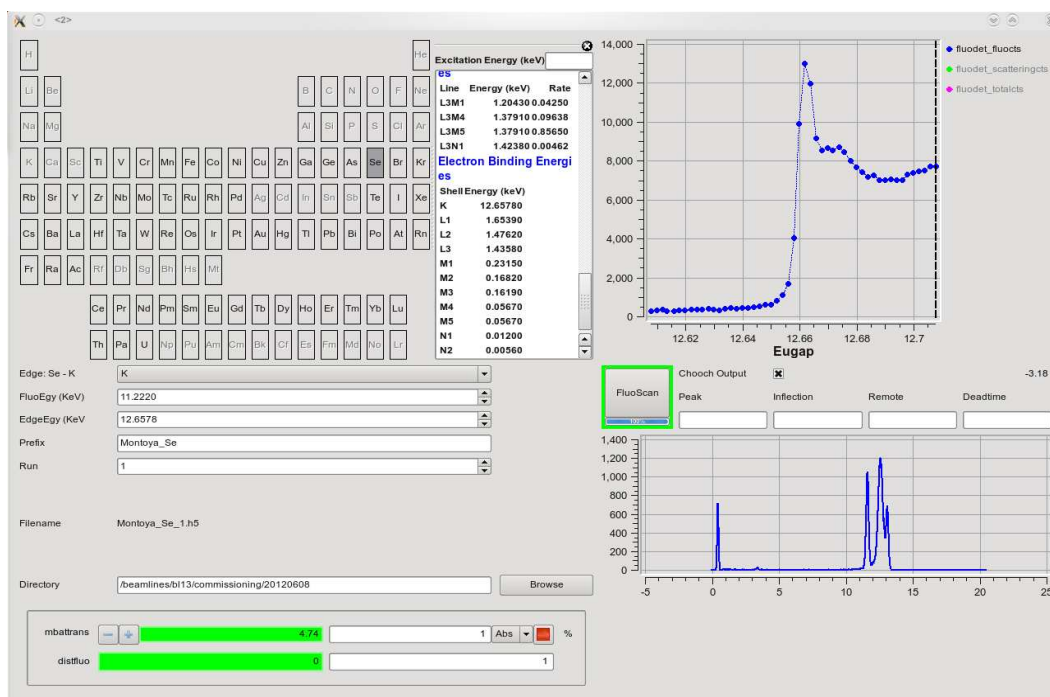 <2>
H He
Li Be B C N O F Ne
Na Mg Al Si P S Cl Ar
K Ca Sc Ti V Cr Mn Fe Co Ni Cu Zn Ga Ge As Se Br Kr
Rb Sr Y Zr Nb Mo Tc Ru Rh Pd Ag Cd In Sn Sb Te I Xe
Cs Ba La Hf Ta W Re Os Ir Pt Au Hg Tl Pb Bi Po At Rn
Fr Ra Ac Rf Db Sg Bh Hs Mt
Ce Pr Nd Pm Sm Eu Gd Tb Dy Ho Er Tm Yb Lu
Th Pa U Np Pu Am Cm Bk Cf Es Fm Md No Lr
Excitation Energy (keV)
es
Line Energy (keV) Rate
L3M1 1.20430 0.04250
L3M4 1.37910 0.09638
L3M5 1.37910 0.85650
L3N1 1.42380 0.00462
Electron Binding Energi
es
Shell Energy (keV)
K 12.65780
L1 1.65390
L2 1.47620
L3 1.43580
M1 0.23150
M2 0.16820
M3 0.16190
M4 0.05670
M5 0.05670
N1 0.01200
N2 0.00560
14,000
12,000
10,000
8,000
6,000
4,000
2,000
0
12.62 12.64 12.66 12.68 12.7
Eugap
fluodet_fluocts
fluodet_scatteringcts
fluodet_totalcts
Edge: Se - K K
FluoEgy (KeV) 11.2220
EdgeEgy (KeV 12.6578
Prefix Montoya_Se
Run 1
Filename Montoya_Se_1.h5
Directory /beamlines/bl13/commissioning/20120608 Browse
mbattrans 4.74 1 Abs %
distfluo 0 1
FluoScan
100%
Chooch Output -3.18
Peak Inflection Remote Deadtime
1,400
1,200
1,000
800
600
400
200
0
-5 0 5 10 15 20 25